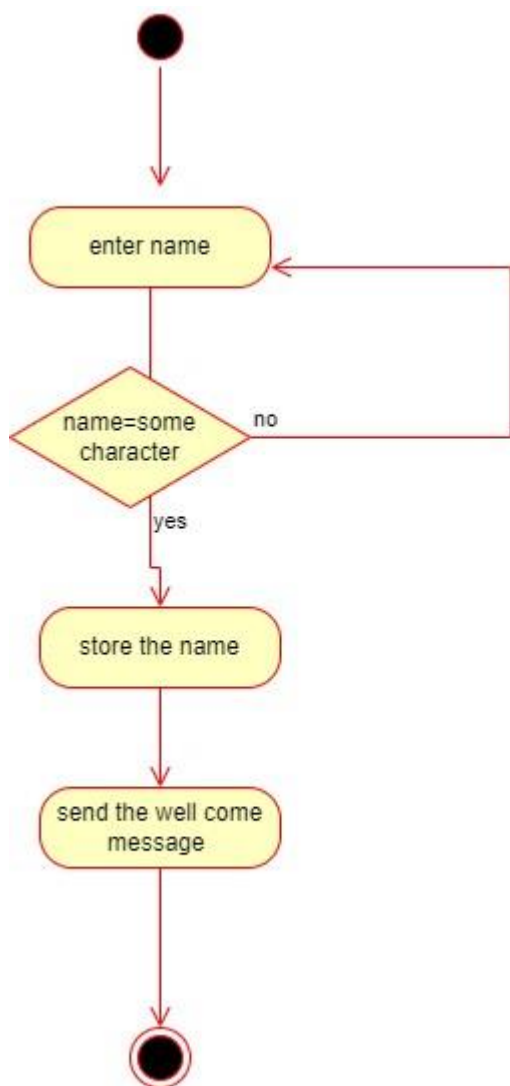 enter name
name=some
character
no
yes
store the name
send the well come
message